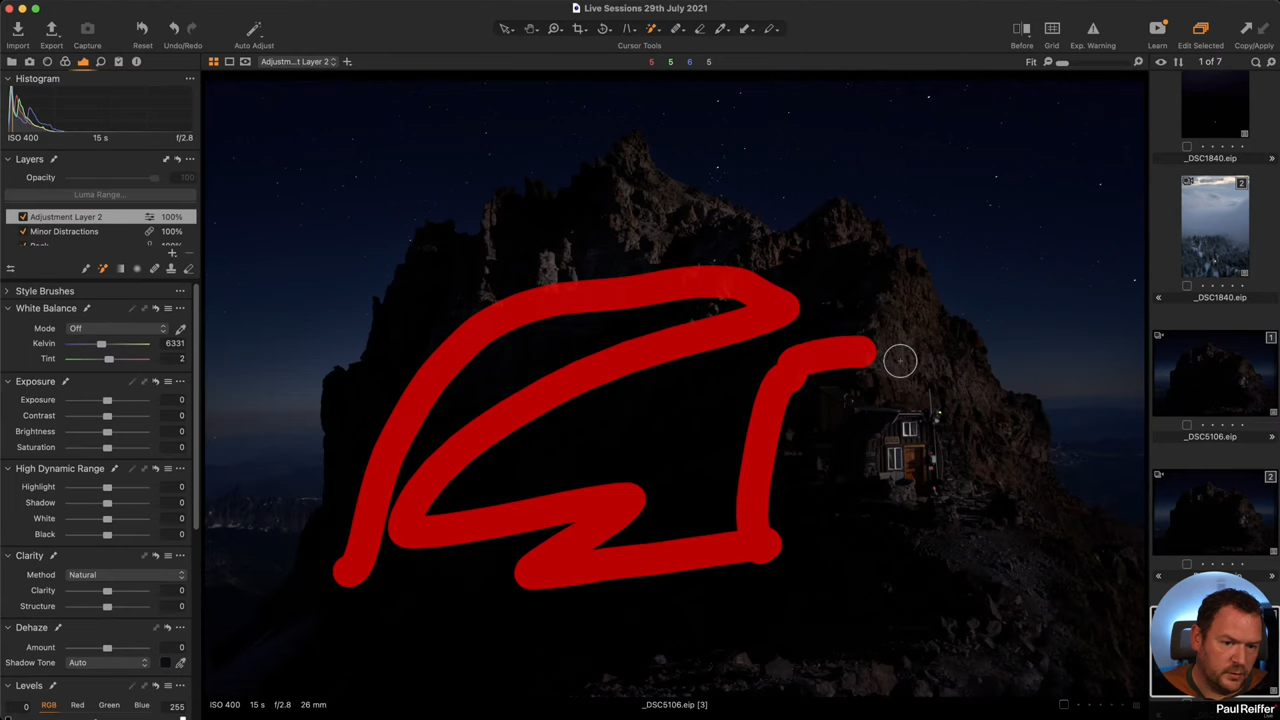 Live Sessions 29th July 2021
Import
Export
Capture
Reset
Undo/Redo
Auto Adjust
Cursor Tools
Before
Grid
Exp. Warning
Learn
Edit Selected
Copy/Apply
Adjustm...t Layer 2
5 5 6 5
Fit
1 of 7
Histogram
ISO 400 15 s f/2.8
Layers
Opacity 100
Luma Range...
Adjustment Layer 2 100%
Minor Distractions 100%
Style Brushes
White Balance
Mode Off
Kelvin 6331
Tint 2
Exposure
Exposure 0
Contrast 0
Brightness 0
Saturation 0
High Dynamic Range
Highlight 0
Shadow 0
White 0
Black 0
Clarity
Method Natural
Clarity 0
Structure 0
Dehaze
Amount 0
Shadow Tone Auto
Levels
0 RGB Red Green Blue 255
ISO 400 15 s f/2.8 26 mm
_DSC5106.eip [3]
_DSC1840.eip
2
_DSC1840.eip
1
_DSC5106.eip
2
Paul Reiffer
Live